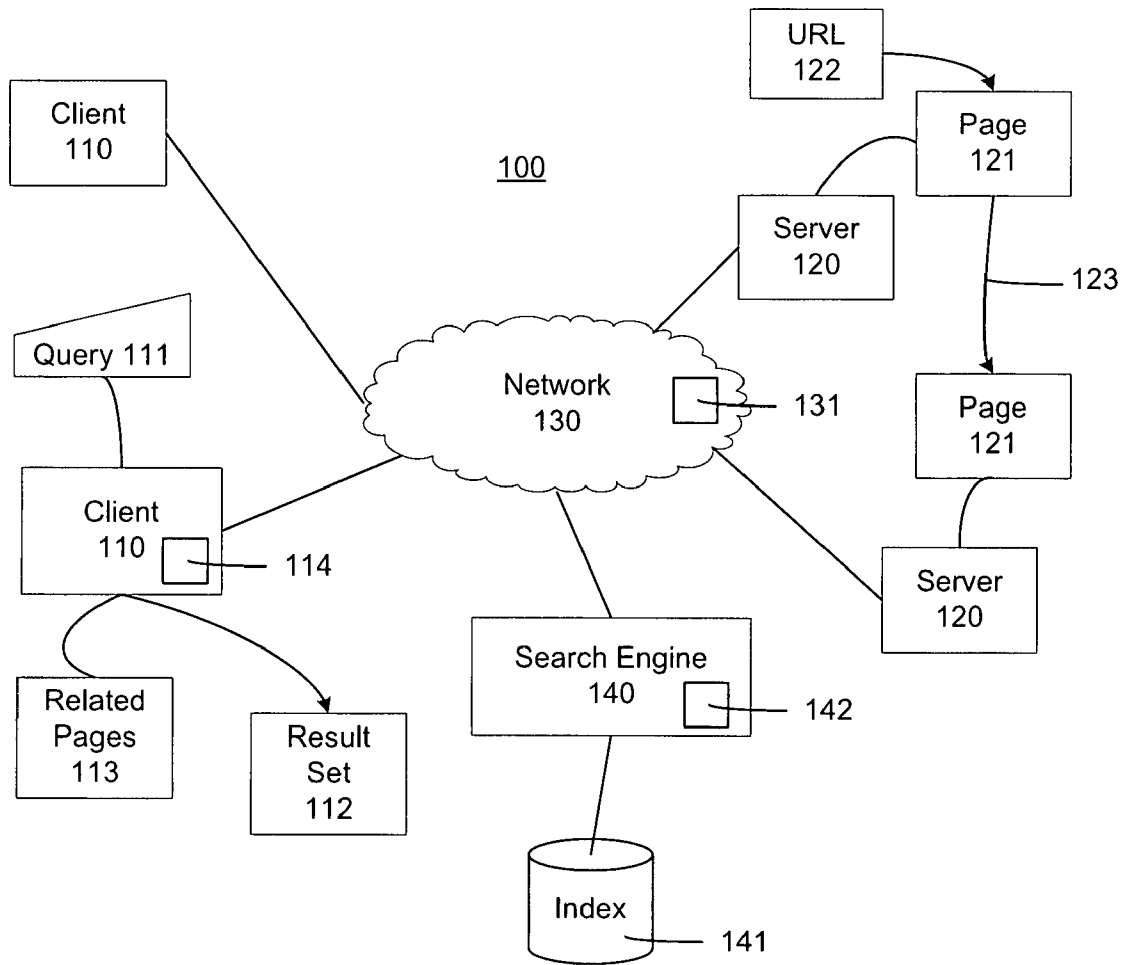 URL
122
Client
110
Page
121
100
Server
120
123
Query 111
Network
130
131
Page
121
Client
110
114
Server
120
Search Engine
140
142
Related
Pages
113
Result
Set
112
Index
141